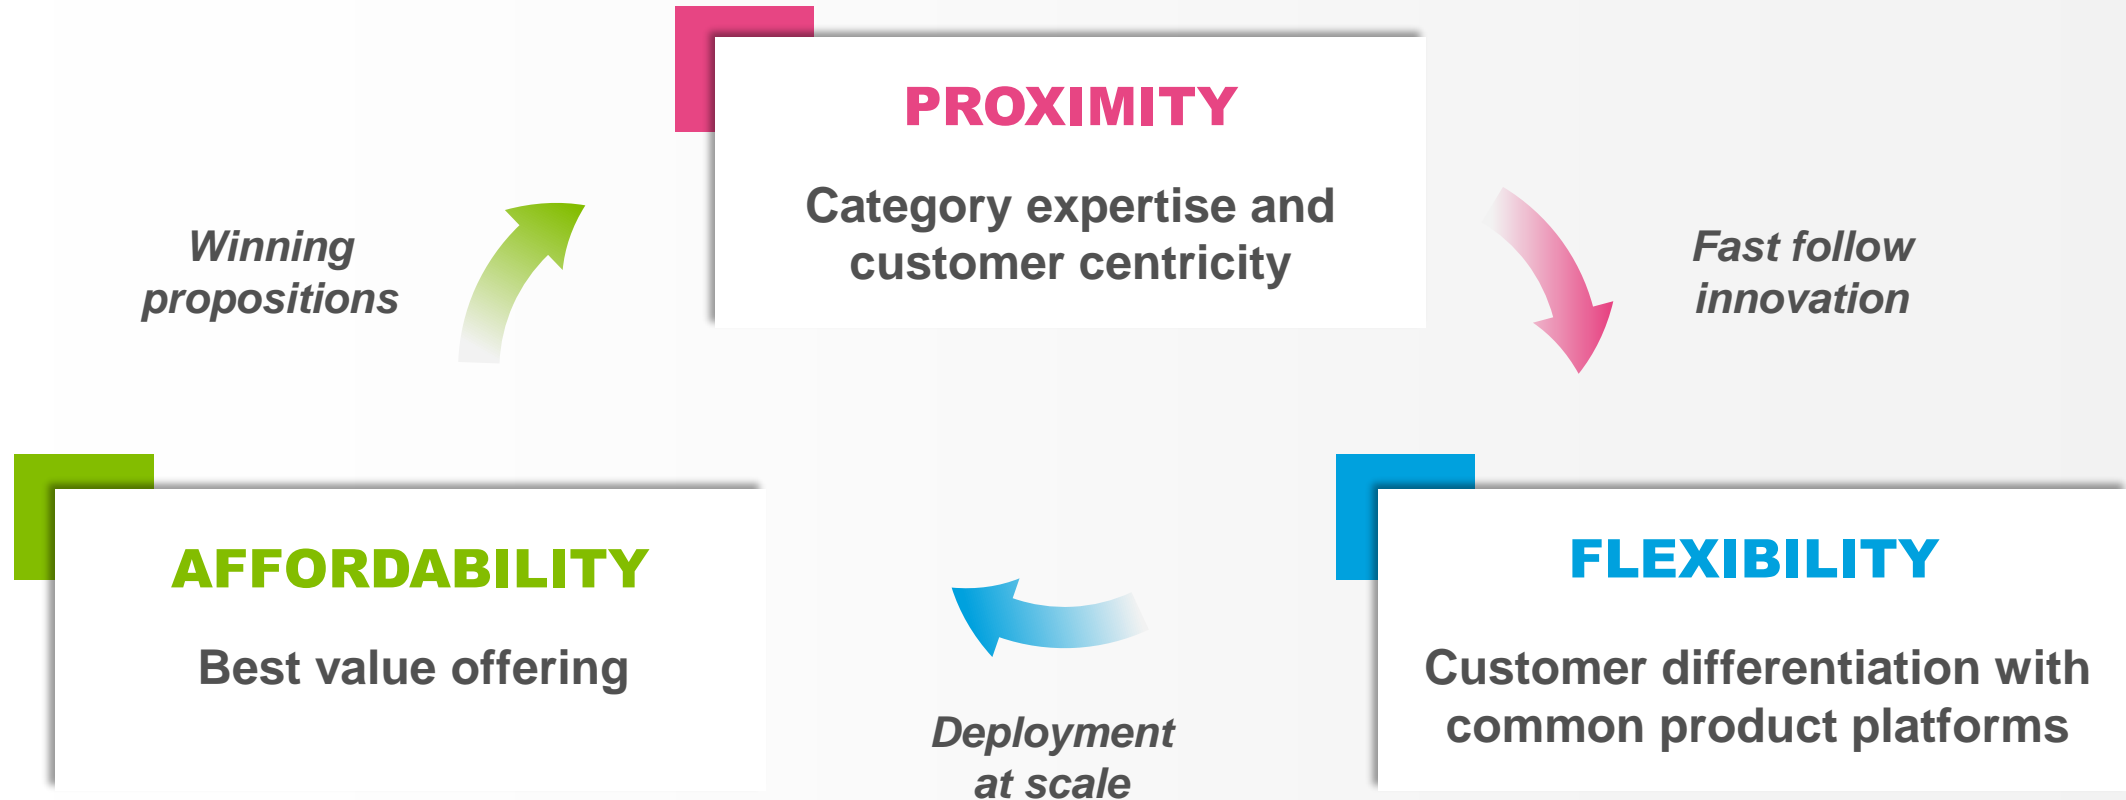 PROXIMITY
Category expertise and
customer centricity
Winning
propositions
Fast follow
innovation
AFFORDABILITY
Best value offering
FLEXIBILITY
Customer differentiation with
common product platforms
Deployment
at scale